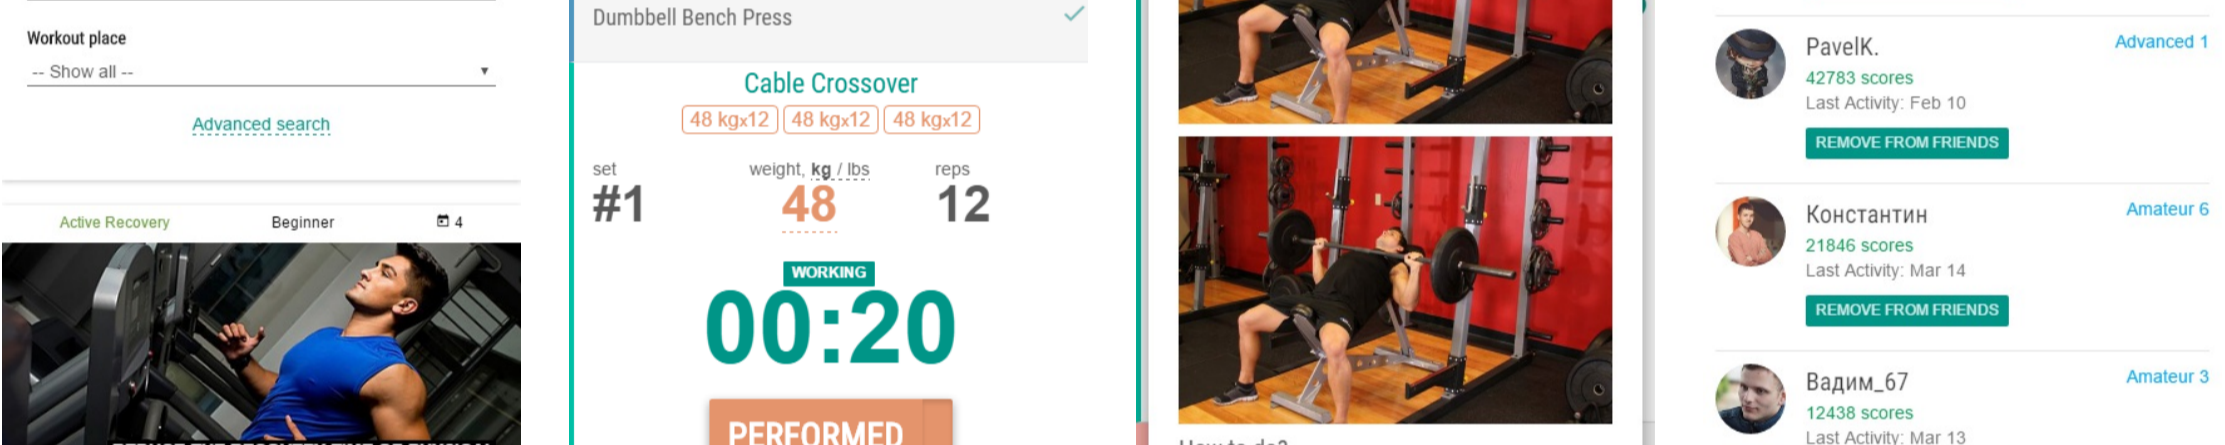 Workout place
-- Show all --
Advanced search
Active Recovery Beginner 4
Dumbbell Bench Press
Cable Crossover
48 kgx12 48 kgx12 48 kgx12
set weight, kg / lbs reps
#1 48 12
WORKING
00:20
PERFORMED
How to do?
PavelK. Advanced 1
42783 scores
Last Activity: Feb 10
REMOVE FROM FRIENDS
Константин Amateur 6
21846 scores
Last Activity: Mar 14
REMOVE FROM FRIENDS
Вадим_67 Amateur 3
12438 scores
Last Activity: Mar 13